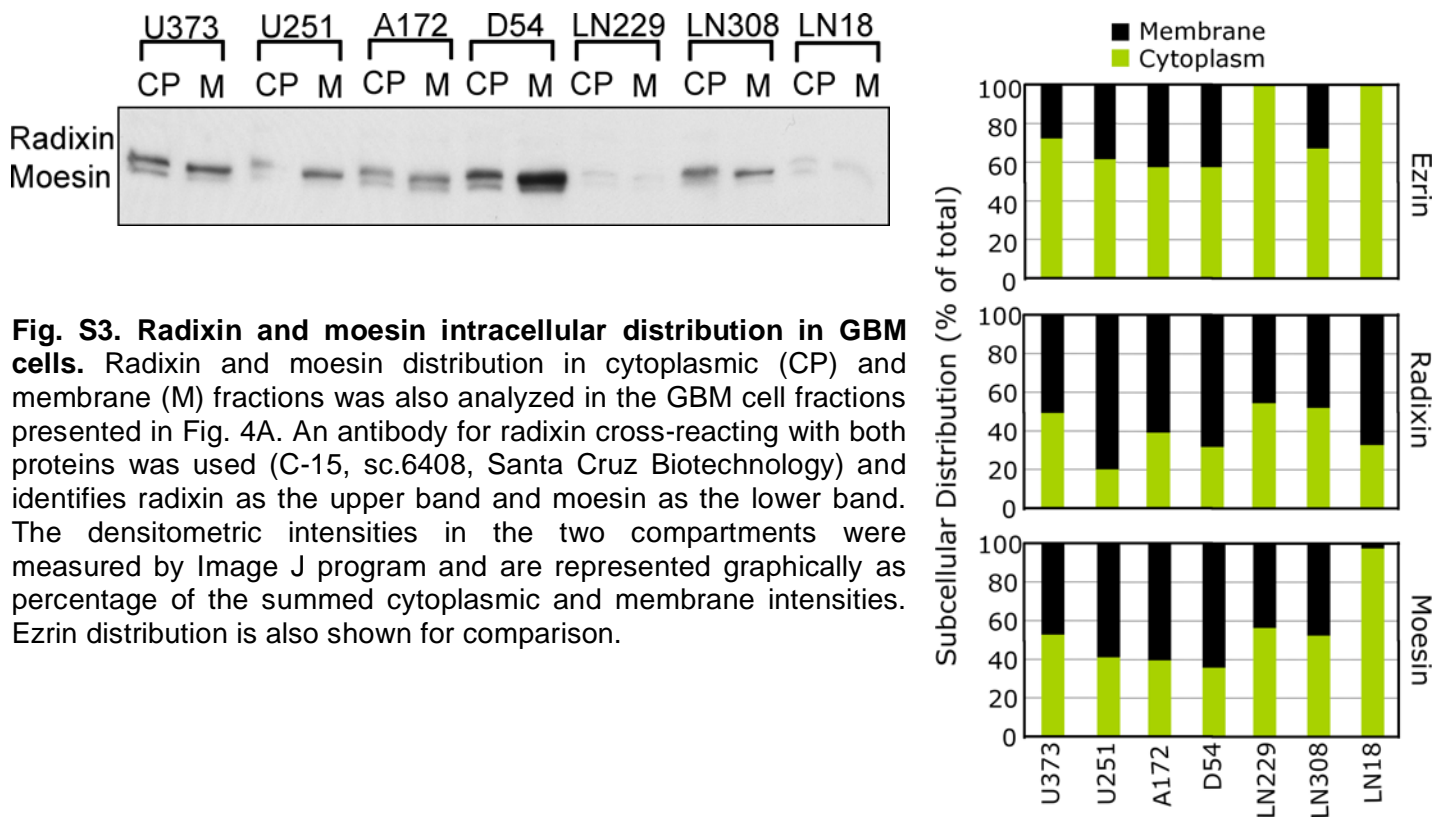 U373 U251 A172 D54 LN229 LN308 LN18
CP M CP M CP M CP M CP M CP M CP M
Radixin
Moesin
Fig. S3. Radixin and moesin intracellular distribution in GBM
cells. Radixin and moesin distribution in cytoplasmic (CP) and
membrane (M) fractions was also analyzed in the GBM cell fractions
presented in Fig. 4A. An antibody for radixin cross-reacting with both
proteins was used (C-15, sc.6408, Santa Cruz Biotechnology) and
identifies radixin as the upper band and moesin as the lower band.
The densitometric intensities in the two compartments were
measured by Image J program and are represented graphically as
percentage of the summed cytoplasmic and membrane intensities.
Ezrin distribution is also shown for comparison.
Membrane
Cytoplasm
Subcellular Distribution (% of total)
100
80
60
40
20
0
Ezrin
100
80
60
40
20
0
Radixin
100
80
60
40
20
0
Moesin
U373
U251
A172
D54
LN229
LN308
LN18